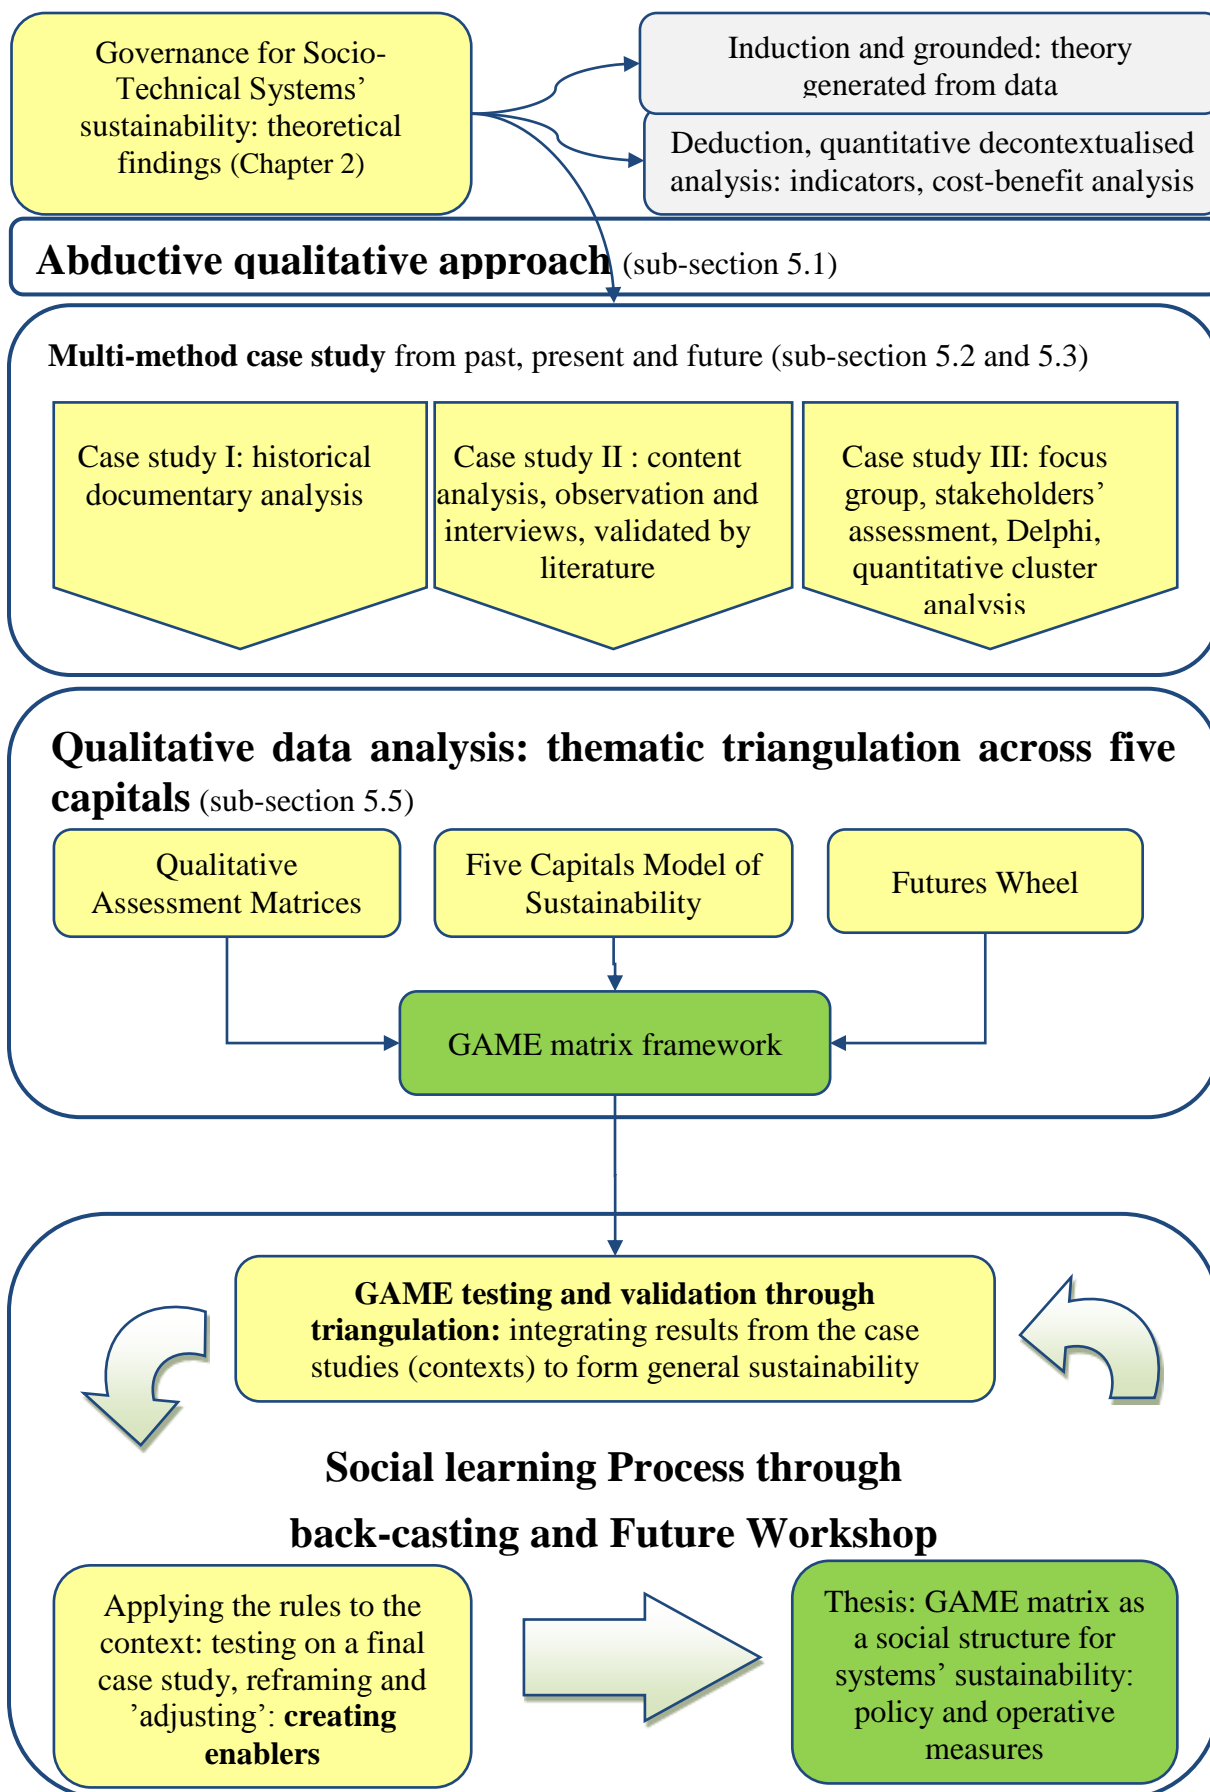 Governance for Socio-
Technical Systems’
sustainability: theoretical
findings (Chapter 2)
Induction and grounded: theory
generated from data
Deduction, quantitative decontextualised
analysis: indicators, cost-benefit analysis
Abductive qualitative approach (sub-section 5.1)
Multi-method case study from past, present and future (sub-section 5.2 and 5.3)
Case study I: historical
documentary analysis
Case study II : content
analysis, observation and
interviews, validated by
literature
Case study III: focus
group, stakeholders’
assessment, Delphi,
quantitative cluster
analysis
Qualitative data analysis: thematic triangulation across five
capitals (sub-section 5.5)
Qualitative
Assessment Matrices
Five Capitals Model of
Sustainability
Futures Wheel
GAME matrix framework
GAME testing and validation through
triangulation: integrating results from the case
studies (contexts) to form general sustainability
Social learning Process through
back-casting and Future Workshop
Applying the rules to the
context: testing on a final
case study, reframing and
’adjusting’: creating
enablers
Thesis: GAME matrix as
a social structure for
systems’ sustainability:
policy and operative
measures